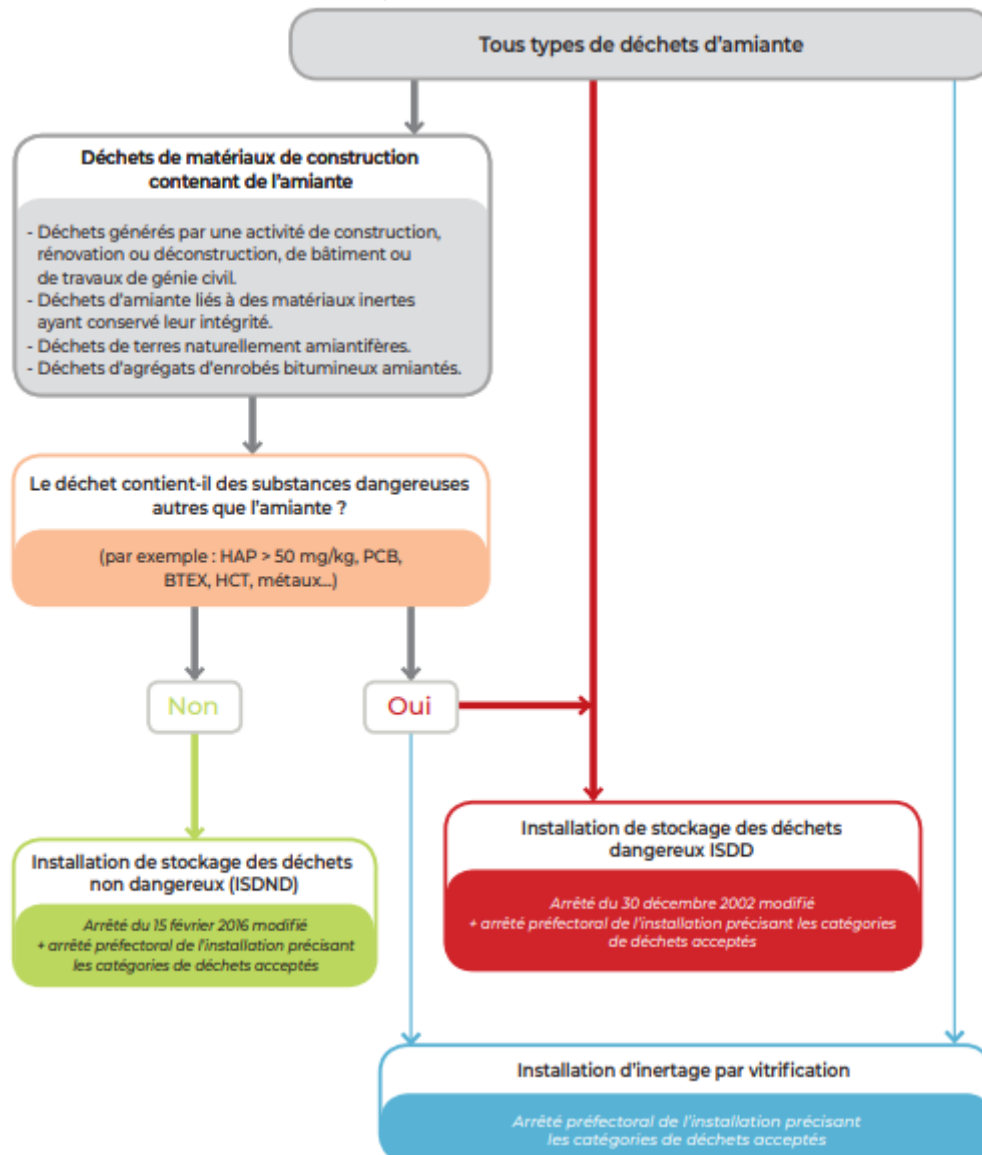 Tous types de déchets d'amiante
Déchets de matériaux de construction
contenant de l'amiante
- Déchets générés par une activité de construction,
rénovation ou déconstruction, de bâtiment ou
de travaux de génie civil.
- Déchets d'amiante liés à des matériaux inertes
ayant conservé leur intégrité.
- Déchets de terres naturellement amiantifères.
- Déchets d'agrégats d'enrobés bitumineux amiantés.
Le déchet contient-il des substances dangereuses
autres que l'amiante ?
(par exemple : HAP > 50 mg/kg, PCB,
BTEX, HCT, métaux...)
Non
Oui
Installation de stockage des déchets
non dangereux (ISDND)
Arrêté du 15 février 2016 modifié
+ arrêté préfectoral de l'installation précisant
les catégories de déchets acceptés
Installation de stockage des déchets
dangereux ISDD
Arrêté du 30 décembre 2002 modifié
+ arrêté préfectoral de l'installation précisant les catégories
de déchets acceptés
Installation d'inertage par vitrification
Arrêté préfectoral de l'installation précisant
les catégories de déchets acceptés